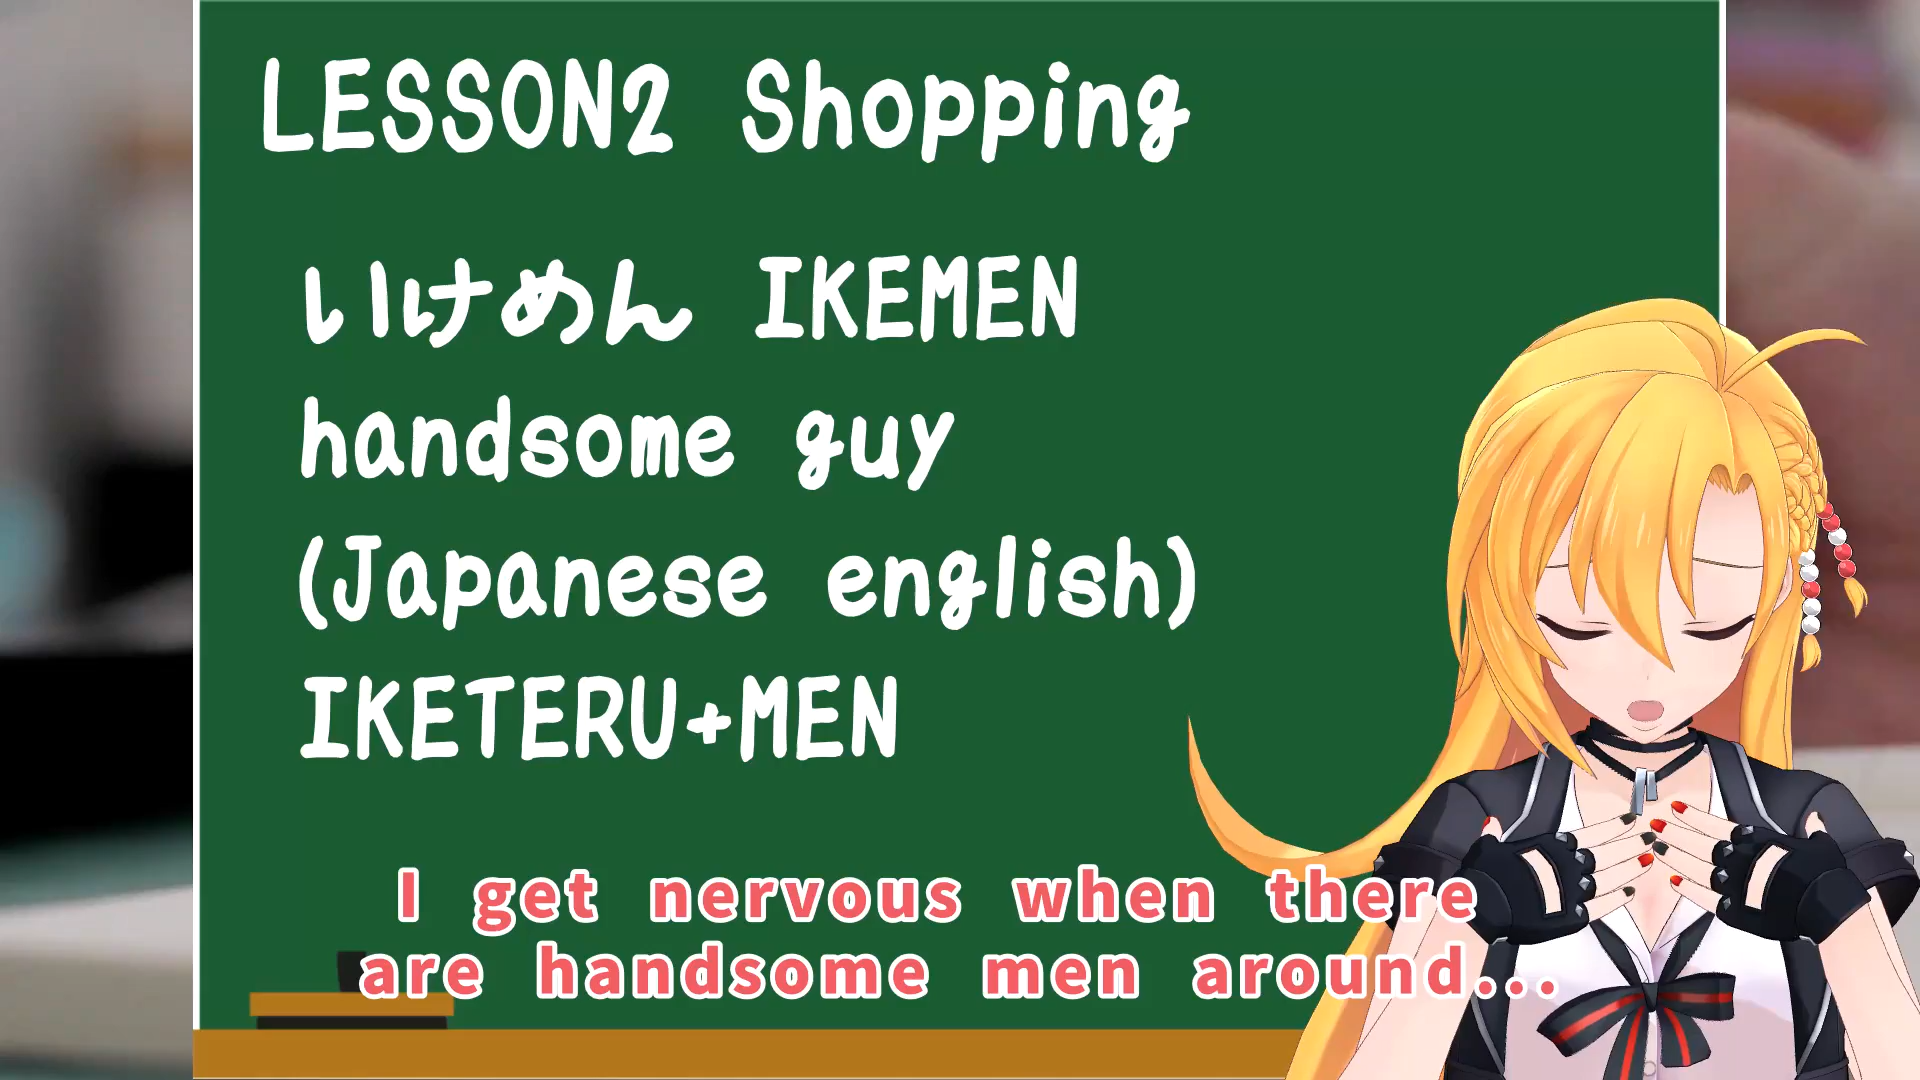 LESSON2 Shopping
いけめん IKEMEN
handsome guy
(Japanese english)
IKETERU+MEN
I get nervous when there
are handsome men around...